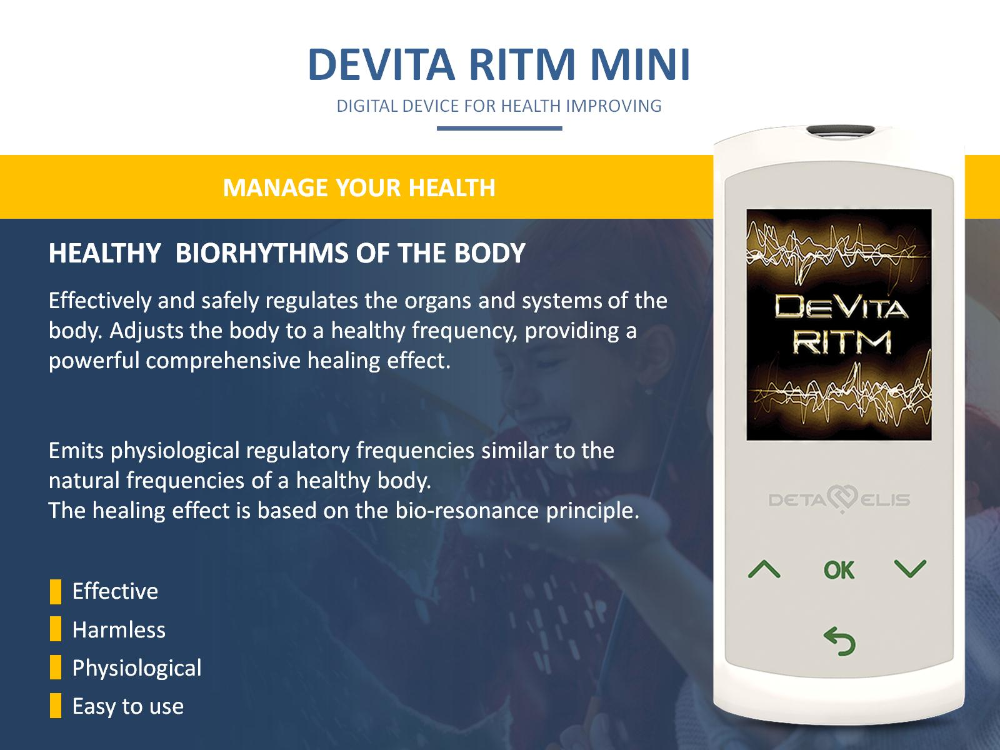 DEVITA RITM MINI
DIGITAL DEVICE FOR HEALTH IMPROVING
MANAGE YOUR HEALTH
HEALTHY BIORHYTHMS OF THE BODY
Effectively and safely regulates the organs and systems of the
body. Adjusts the body to a healthy frequency, providing a
powerful comprehensive healing effect.
Emits physiological regulatory frequencies similar to the
natural frequencies of a healthy body.
The healing effect is based on the bio-resonance principle.
Effective
Harmless
Physiological
Easy to use
DEVITA
RITM
DETA ELIS
OK